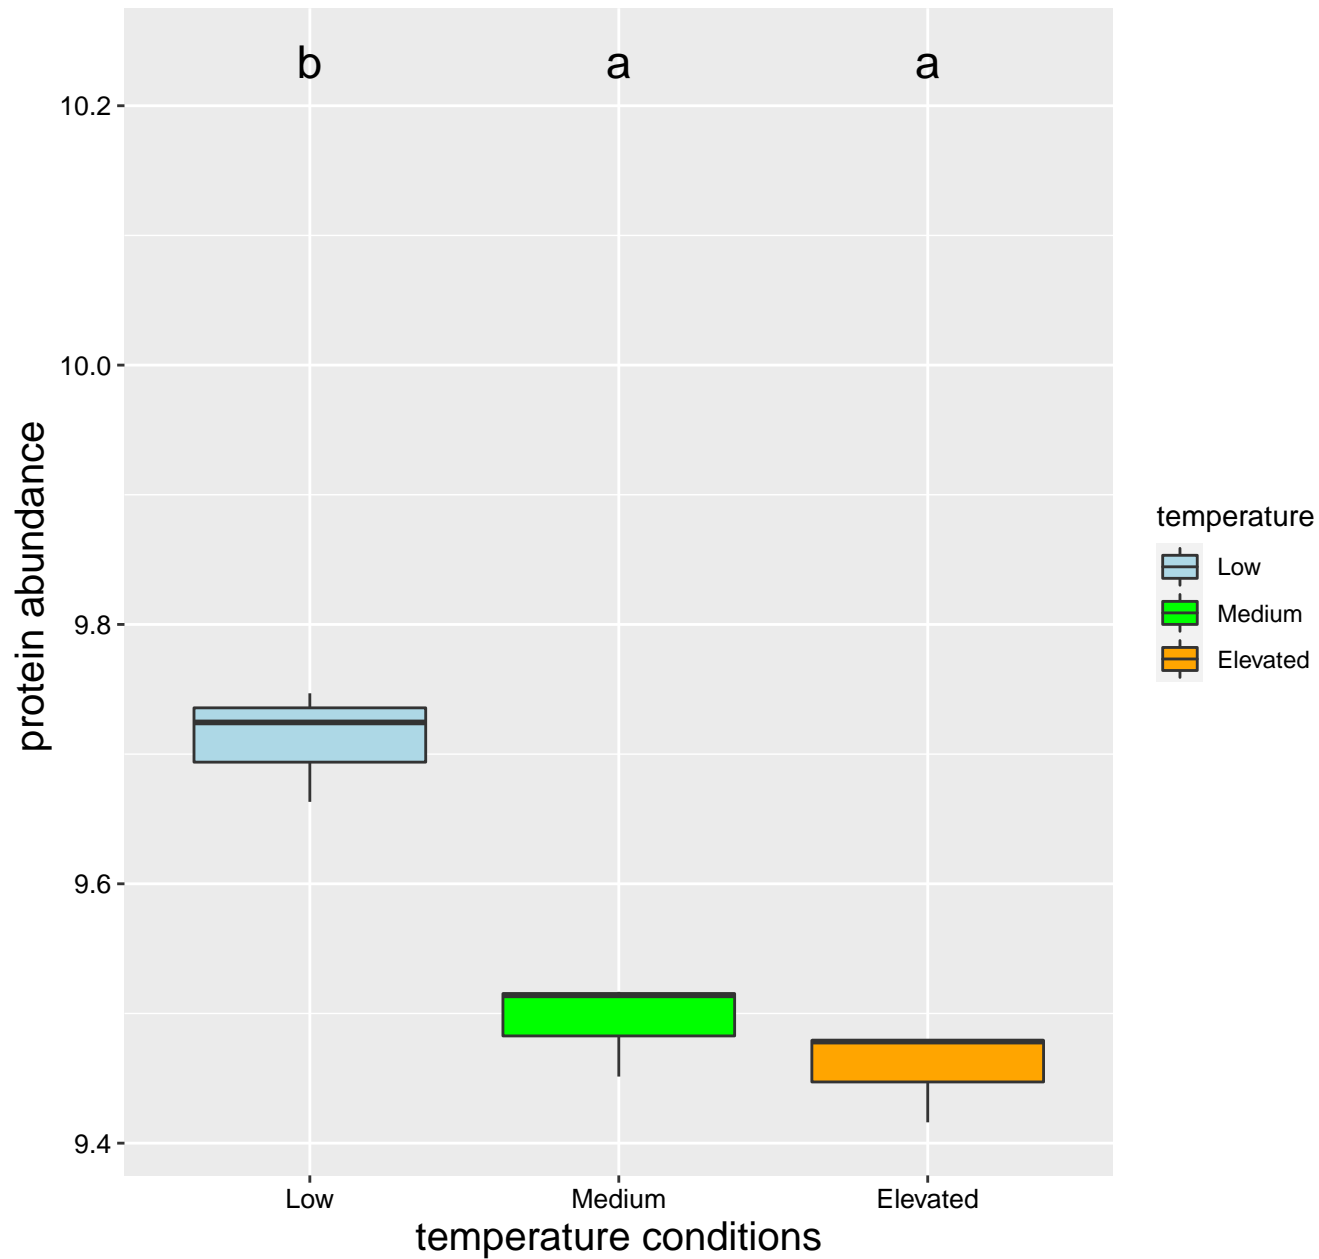 b a a
10.2
10.0
9.8
9.6
9.4
protein abundance
Low Medium Elevated
temperature conditions
temperature
Low
Medium
Elevated